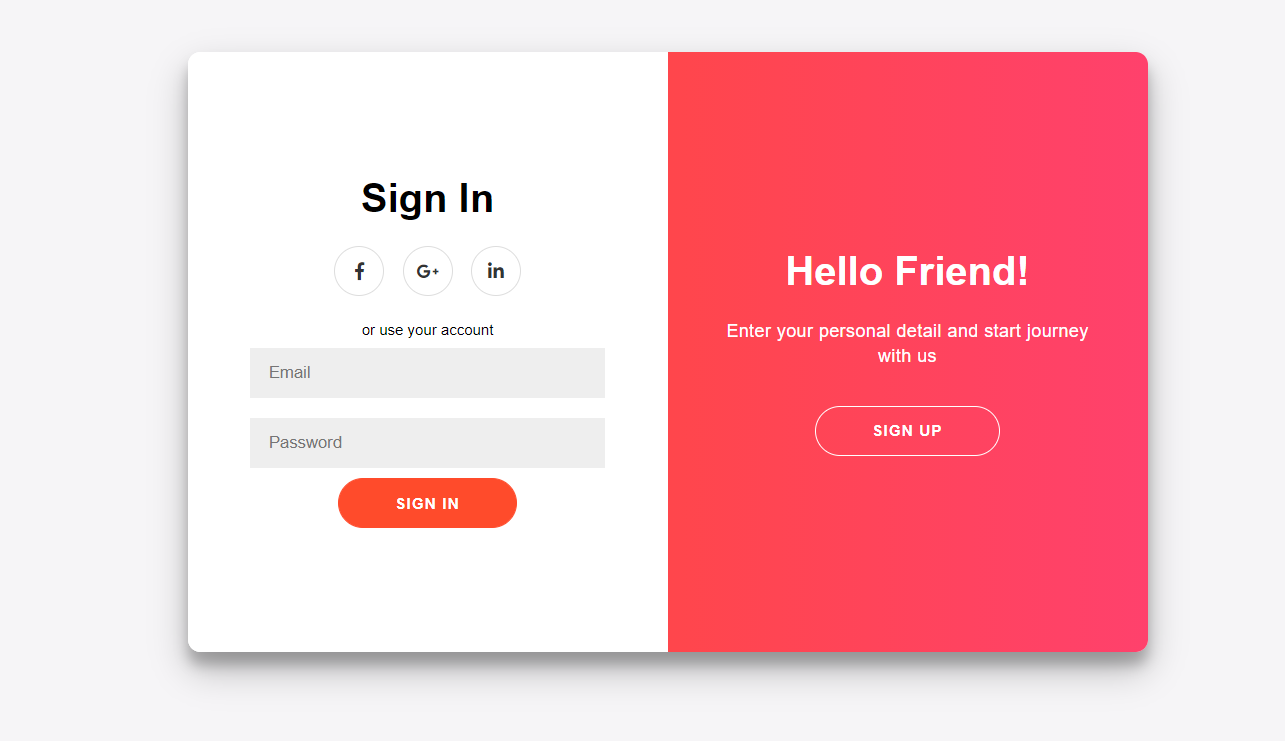 Sign In
f G+ in
or use your account
Email
Password
SIGN IN
Hello Friend!
Enter your personal detail and start journey
with us
SIGN UP